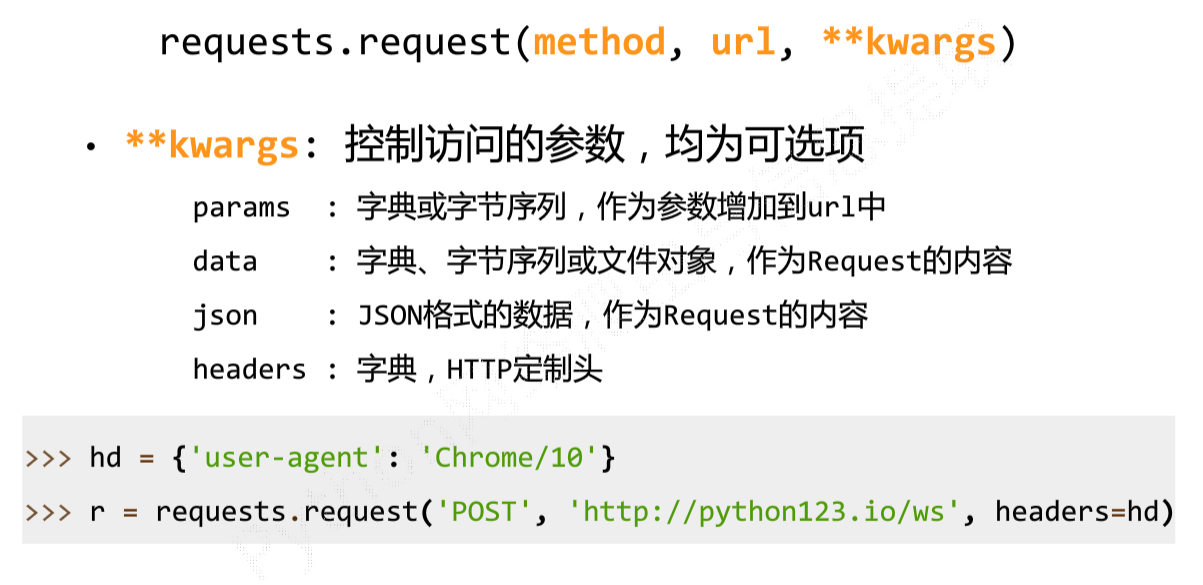 requests.request(method, url, **kwargs)
• **kwargs: 控制访问的参数，均为可选项
params : 字典或字节序列，作为参数增加到url中
data : 字典、字节序列或文件对象，作为Request的内容
json : JSON格式的数据，作为Request的内容
headers : 字典，HTTP定制头
>>> hd = {'user-agent': 'Chrome/10'}
>>> r = requests.request('POST', 'http://python123.io/ws', headers=hd)